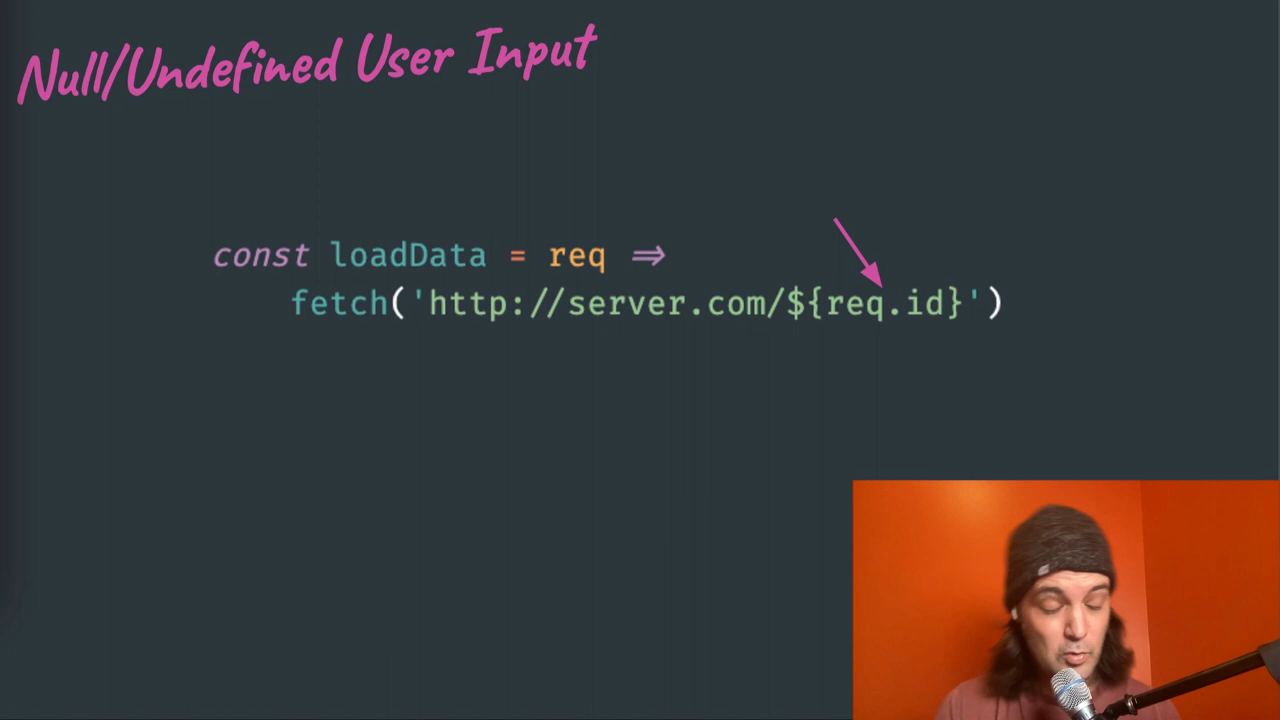 Null/Undefined User Input
const loadData = req =>
fetch('http://server.com/${req.id}')